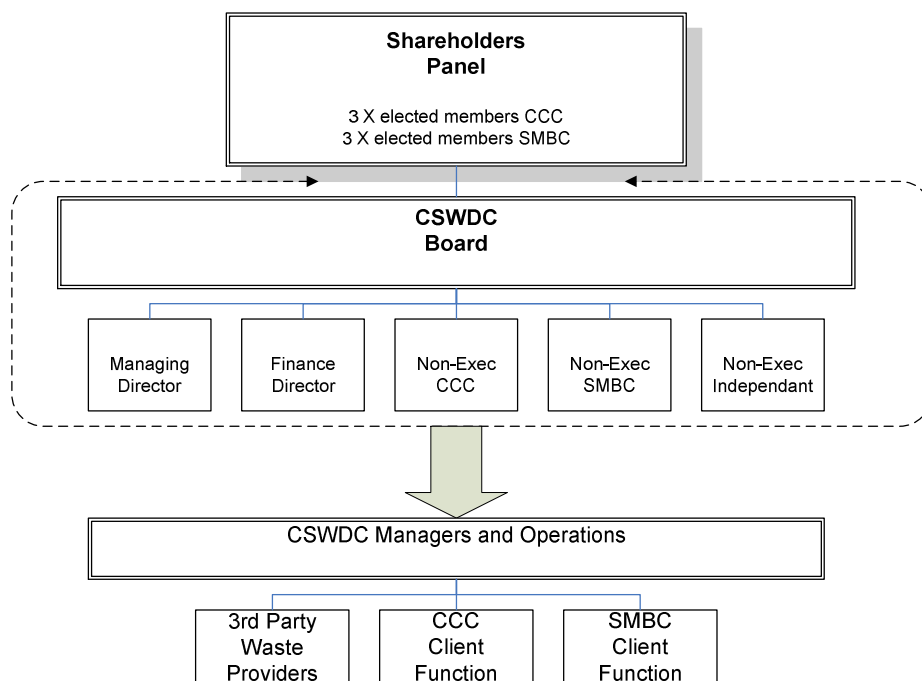 Shareholders
Panel
3 X elected members CCC
3 X elected members SMBC
CSWDC
Board
Managing
Director
Finance
Director
Non-Exec
CCC
Non-Exec
SMBC
Non-Exec
Independant
CSWDC Managers and Operations
3rd Party
Waste
Providers
CCC
Client
Function
SMBC
Client
Function